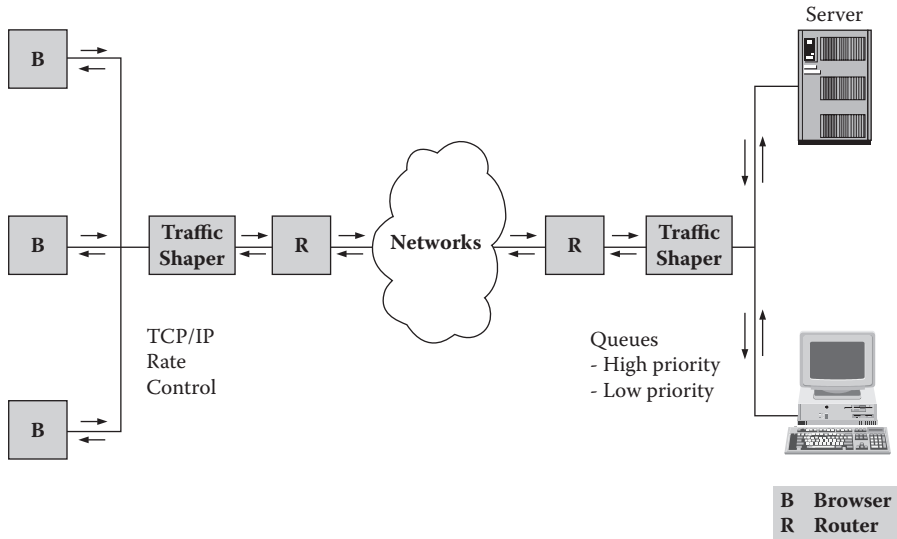 Server
B
B
Traffic
Shaper
R
Networks
R
Traffic
Shaper
TCP/IP
Rate
Control
Queues
- High priority
- Low priority
B
B Browser
R Router